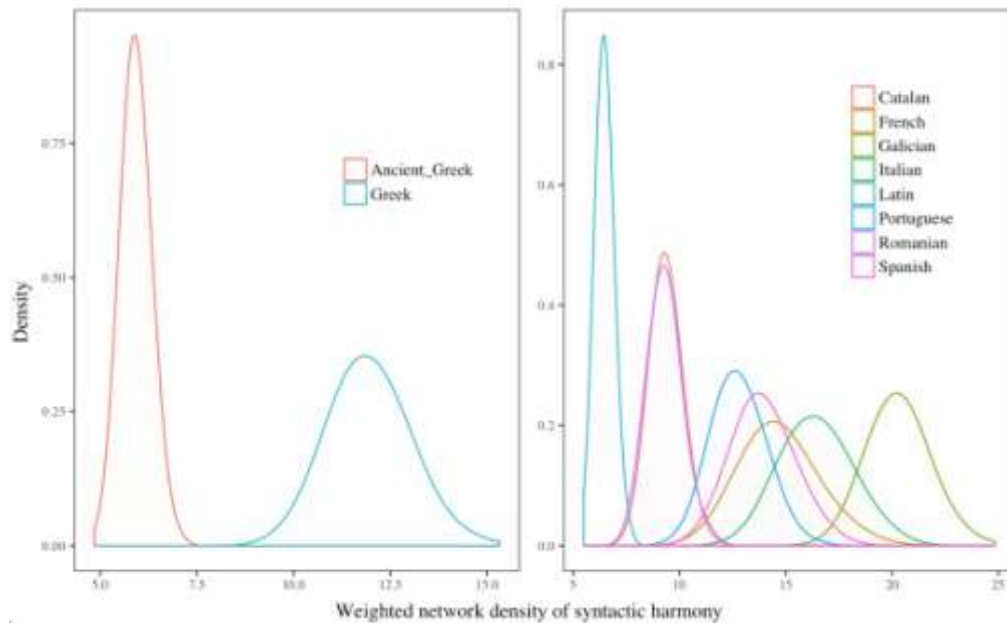 Density
0.75
0.50
0.25
0.00
5.0
7.5
10.0
12.5
15.0
Ancient_Greek
Greek
0.8
0.6
0.4
0.2
0.0
5
10
15
20
25
Catalan
French
Galician
Italian
Latin
Portuguese
Romanian
Spanish
Weighted network density of syntactic harmony